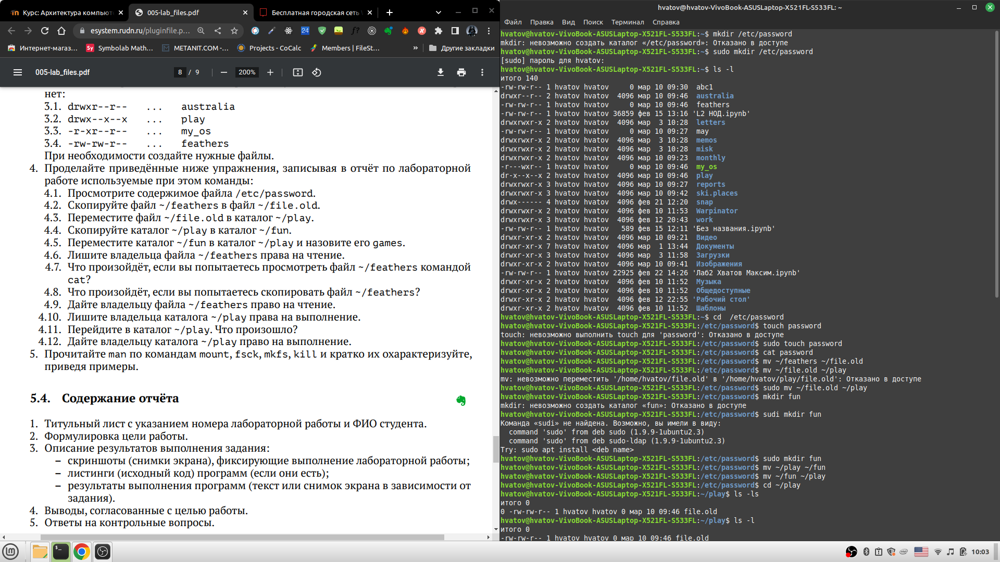 Курс: Архитектура компьют
005-lab_files.pdf
Бесплатная городская сеть
esystem.rudn.ru/pluginfile.p...
24
f?
Интернет-магаз...
Sy Symbolab Math...
METANIT.COM -...
Projects - CoCalc
Members | FileSt...
»
Другие закладки
005-lab_files.pdf
8 / 9
200%
нет:
3.1. drwxr--r-- ... australia
3.2. drwx--x--x ... play
3.3. -r-xr--r-- ... my_os
3.4. -rw-rw-r-- ... feathers
При необходимости создайте нужные файлы.
4. Проделайте приведённые ниже упражнения, записывая в отчёт по лабораторной
работе используемые при этом команды:
4.1. Просмотрите содержимое файла /etc/password.
4.2. Скопируйте файл ~/feathers в файл ~/file.old.
4.3. Переместите файл ~/file.old в каталог ~/play.
4.4. Скопируйте каталог ~/play в каталог ~/fun.
4.5. Переместите каталог ~/fun в каталог ~/play и назовите его games.
4.6. Лишите владельца файла ~/feathers права на чтение.
4.7. Что произойдёт, если вы попытаетесь просмотреть файл ~/feathers командой
cat?
4.8. Что произойдёт, если вы попытаетесь скопировать файл ~/feathers?
4.9. Дайте владельцу файла ~/feathers право на чтение.
4.10. Лишите владельца каталога ~/play права на выполнение.
4.11. Перейдите в каталог ~/play. Что произошло?
4.12. Дайте владельцу каталога ~/play право на выполнение.
5. Прочитайте man по командам mount, fsck, mkfs, kill и кратко их охарактеризуйте,
приведя примеры.
5.4. Содержание отчёта
1. Титульный лист с указанием номера лабораторной работы и ФИО студента.
2. Формулировка цели работы.
3. Описание результатов выполнения задания:
– скриншоты (снимки экрана), фиксирующие выполнение лабораторной работы;
– листинги (исходный код) программ (если они есть);
– результаты выполнения программ (текст или снимок экрана в зависимости от
задания).
4. Выводы, согласованные с целью работы.
5. Ответы на контрольные вопросы.
hvatov@hvatov-VivoBook-ASUSLaptop-X521FL-S533FL: ~
Файл Правка Вид Поиск Терминал Справка
hvatov@hvatov-VivoBook-ASUSLaptop-X521FL-S533FL:~$ mkdir /etc/password
mkdir: невозможно создать каталог «/etc/password»: Отказано в доступе
hvatov@hvatov-VivoBook-ASUSLaptop-X521FL-S533FL:~$ sudo mkdir /etc/password
[sudo] пароль для hvatov:
hvatov@hvatov-VivoBook-ASUSLaptop-X521FL-S533FL:~$ ls -l
итого 140
-rw-rw-r-- 1 hvatov hvatov 0 мар 10 09:30 abc1
drwxr--r-- 2 hvatov hvatov 4096 мар 10 09:46 australia
-rw-rw-r-- 1 hvatov hvatov 0 мар 10 09:46 feathers
-rw-rw-r-- 1 hvatov hvatov 36859 фев 15 13:16 'L2 НОД.ipynb'
drwxrwxr-x 2 hvatov hvatov 4096 мар 3 10:28 letters
-rw-rw-r-- 1 hvatov hvatov 0 мар 10 09:27 may
drwxrwxr-x 2 hvatov hvatov 4096 мар 3 10:28 memos
drwxrwxr-x 2 hvatov hvatov 4096 мар 3 10:28 misk
drwxrwxr-x 2 hvatov hvatov 4096 мар 10 09:23 monthly
-r---wxr-- 1 hvatov hvatov 0 мар 10 09:46 my_os
dr-x--x--x 2 hvatov hvatov 4096 мар 10 09:46 play
drwxrwxr-x 3 hvatov hvatov 4096 мар 10 09:27 reports
drwxrwxr-x 3 hvatov hvatov 4096 мар 10 09:42 ski.places
drwx------ 4 hvatov hvatov 4096 фев 21 12:20 snap
drwxrwxr-x 2 hvatov hvatov 4096 фев 10 11:53 Warpinator
drwxrwxr-x 3 hvatov hvatov 4096 фев 12 20:43 work
-rw-rw-r-- 1 hvatov hvatov 589 фев 15 12:11 'Без названия.ipynb'
drwxr-xr-x 2 hvatov hvatov 4096 мар 10 09:21 Видео
drwxr-xr-x 7 hvatov hvatov 4096 мар 1 13:44 Документы
drwxr-xr-x 3 hvatov hvatov 4096 мар 3 11:58 Загрузки
drwxr-xr-x 2 hvatov hvatov 4096 мар 10 09:41 Изображения
-rw-rw-r-- 1 hvatov hvatov 22925 фев 22 14:26 'Лаб2 Хватов Максим.ipynb'
drwxr-xr-x 2 hvatov hvatov 4096 фев 10 11:52 Музыка
drwxr-xr-x 2 hvatov hvatov 4096 фев 10 11:52 Общедоступные
drwxr-xr-x 2 hvatov hvatov 4096 фев 12 22:55 'Рабочий стол'
drwxr-xr-x 2 hvatov hvatov 4096 фев 10 11:52 Шаблоны
hvatov@hvatov-VivoBook-ASUSLaptop-X521FL-S533FL:~$ cd  /etc/password
hvatov@hvatov-VivoBook-ASUSLaptop-X521FL-S533FL:/etc/password$ touch password
touch: невозможно выполнить touch для 'password': Отказано в доступе
hvatov@hvatov-VivoBook-ASUSLaptop-X521FL-S533FL:/etc/password$ sudo touch password
hvatov@hvatov-VivoBook-ASUSLaptop-X521FL-S533FL:/etc/password$ cat password
hvatov@hvatov-VivoBook-ASUSLaptop-X521FL-S533FL:/etc/password$ mv ~/feathers ~/file.old
hvatov@hvatov-VivoBook-ASUSLaptop-X521FL-S533FL:/etc/password$ mv ~/file.old ~/play
mv: невозможно переместить '/home/hvatov/file.old' в '/home/hvatov/play/file.old': Отказано в доступе
hvatov@hvatov-VivoBook-ASUSLaptop-X521FL-S533FL:/etc/password$ sudo mv ~/file.old ~/play
hvatov@hvatov-VivoBook-ASUSLaptop-X521FL-S533FL:/etc/password$ mkdir fun
mkdir: невозможно создать каталог «fun»: Отказано в доступе
hvatov@hvatov-VivoBook-ASUSLaptop-X521FL-S533FL:/etc/password$ sudi mkdir fun
Команда «sudi» не найдена. Возможно, вы имели в виду:
command 'sudo' from deb sudo (1.9.9-1ubuntu2.3)
command 'sudo' from deb sudo-ldap (1.9.9-1ubuntu2.3)
Try: sudo apt install <deb name>
hvatov@hvatov-VivoBook-ASUSLaptop-X521FL-S533FL:/etc/password$ sudo mkdir fun
hvatov@hvatov-VivoBook-ASUSLaptop-X521FL-S533FL:/etc/password$ mv ~/play ~/fun
hvatov@hvatov-VivoBook-ASUSLaptop-X521FL-S533FL:/etc/password$ mv ~/fun ~/play
hvatov@hvatov-VivoBook-ASUSLaptop-X521FL-S533FL:/etc/password$ cd ~/play
hvatov@hvatov-VivoBook-ASUSLaptop-X521FL-S533FL:~/play$ ls -ls
итого 0
0 -rw-rw-r-- 1 hvatov hvatov 0 мар 10 09:46 file.old
hvatov@hvatov-VivoBook-ASUSLaptop-X521FL-S533FL:~/play$ ls -l
итого 0
-rw-rw-r-- 1 hvatov hvatov 0 мар 10 09:46 file.old
10:03